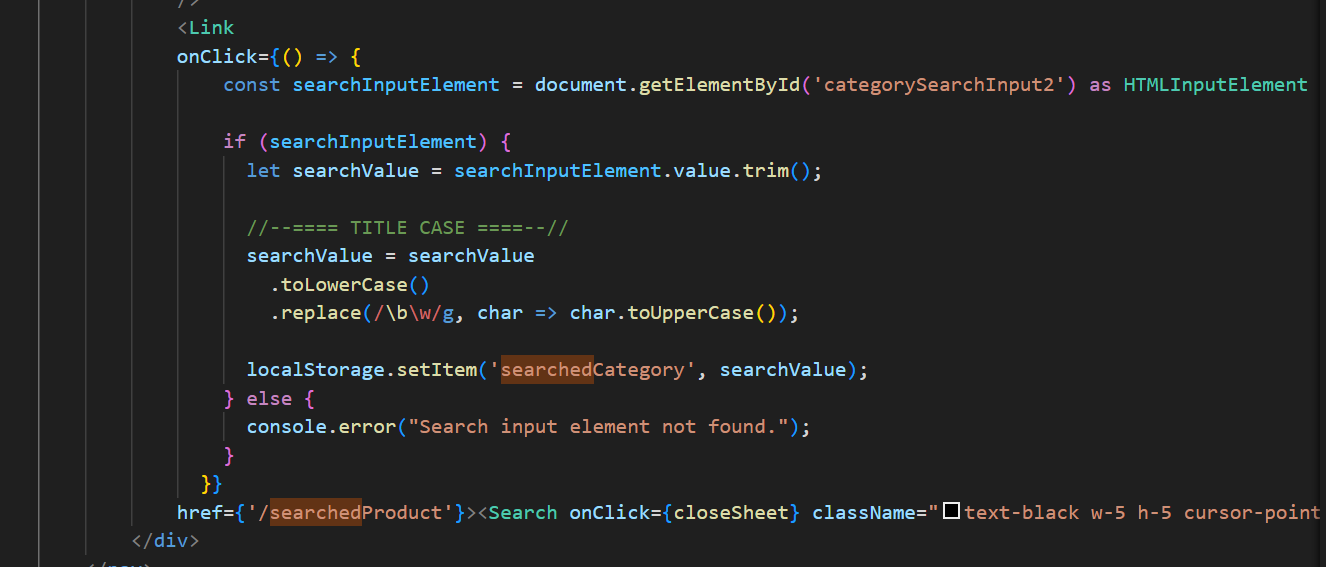 />
<Link
onClick={() => {
const searchInputElement = document.getElementById('categorySearchInput2') as HTMLInputElement
if (searchInputElement) {
let searchValue = searchInputElement.value.trim();
//--==== TITLE CASE ====--//
searchValue = searchValue
.toLowerCase()
.replace(/\b\w/g, char => char.toUpperCase());
localStorage.setItem('searchedCategory', searchValue);
} else {
console.error("Search input element not found.");
}
}}
href={'/searchedProduct'}><Search onClick={closeSheet} className="text-black w-5 h-5 cursor-point
</div>
</nav>